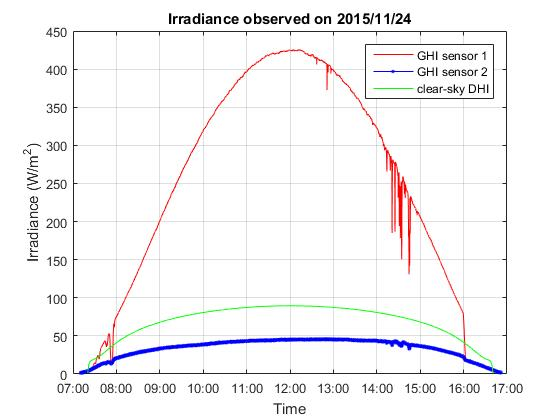 Irradiance observed on 2015/11/24
450
400
350
300
250
200
150
100
50
0
Irradiance (W/m²)
GHI sensor 1
GHI sensor 2
clear-sky DHI
07:00 08:00 09:00 10:00 11:00 12:00 13:00 14:00 15:00 16:00 17:00
Time